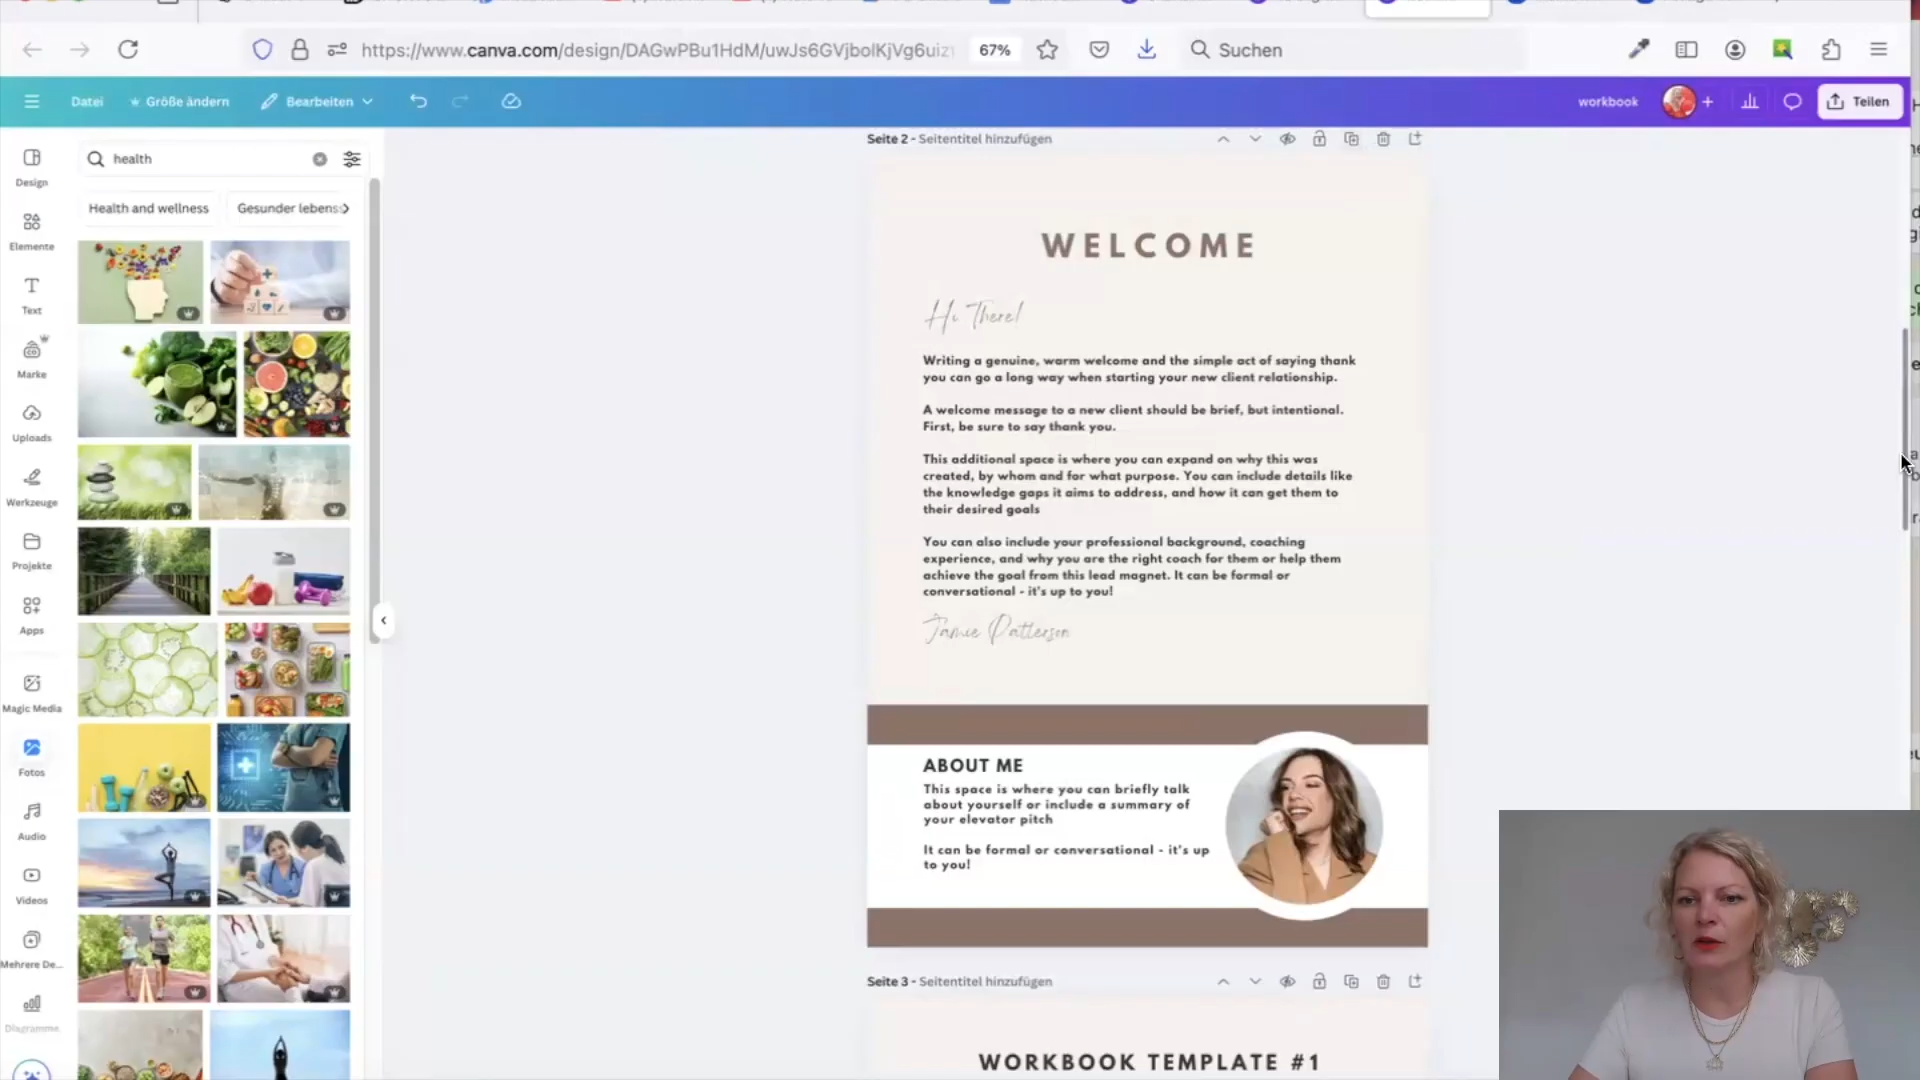 https://www.canva.com/design/DAGwPBu1HdM/uwJs6GVjbolKjVg6uiz
67%
Suchen
Datei
Größe ändern
Bearbeiten
workbook
Teilen
Design
Elemente
Text
Marke
Uploads
Werkzeuge
Projekte
Apps
Magic Media
Fotos
Audio
Videos
Mehrere De...
Diagramme
health
Health and wellness
Gesunder lebens
Seite 2 - Seitentitel hinzufügen
WELCOME
Hi There!
Writing a genuine, warm welcome and the simple act of saying thank
you can go a long way when starting your new client relationship.
A welcome message to a new client should be brief, but intentional.
First, be sure to say thank you.
This additional space is where you can expand on why this was
created, by whom and for what purpose. You can include details like
the knowledge gaps it aims to address, and how it can get them to
their desired goals
You can also include your professional background, coaching
experience, and why you are the right coach for them or help them
achieve the goal from this lead magnet. It can be formal or
conversational - it's up to you!
Jamie Patterson
ABOUT ME
This space is where you can briefly talk
about yourself or include a summary of
your elevator pitch
It can be formal or conversational - it's up
to you!
Seite 3 - Seitentitel hinzufügen
WORKBOOK TEMPLATE #1